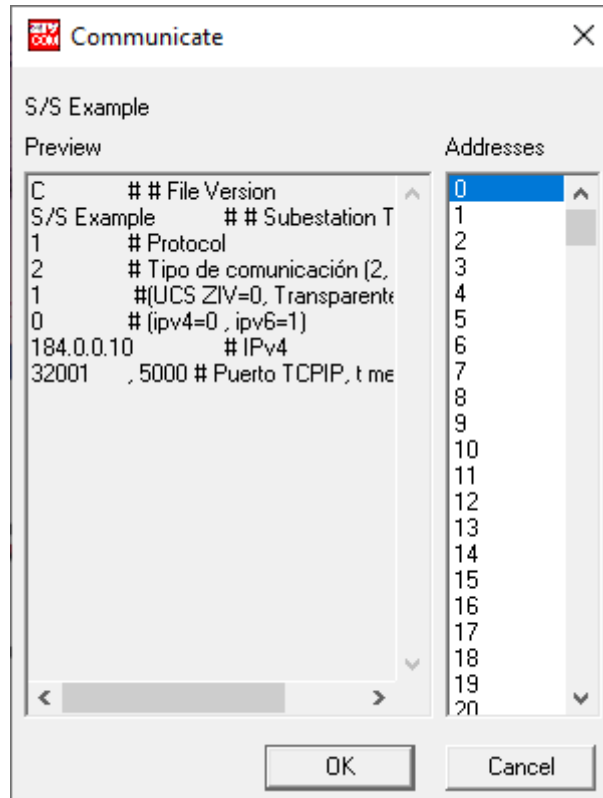 ZIV COM Communicate
S/S Example
Preview
C # # File Version
S/S Example # # Subestation T
1 # Protocol
2 # Tipo de comunicación (2,
1 #(UCS ZIV=0, Transparente
0 # (ipv4=0 , ipv6=1)
184.0.0.10 # IPv4
32001 , 5000 # Puerto TCPIP, t me
Addresses
0
1
2
3
4
5
6
7
8
9
10
11
12
13
14
15
16
17
18
19
20
OK Cancel